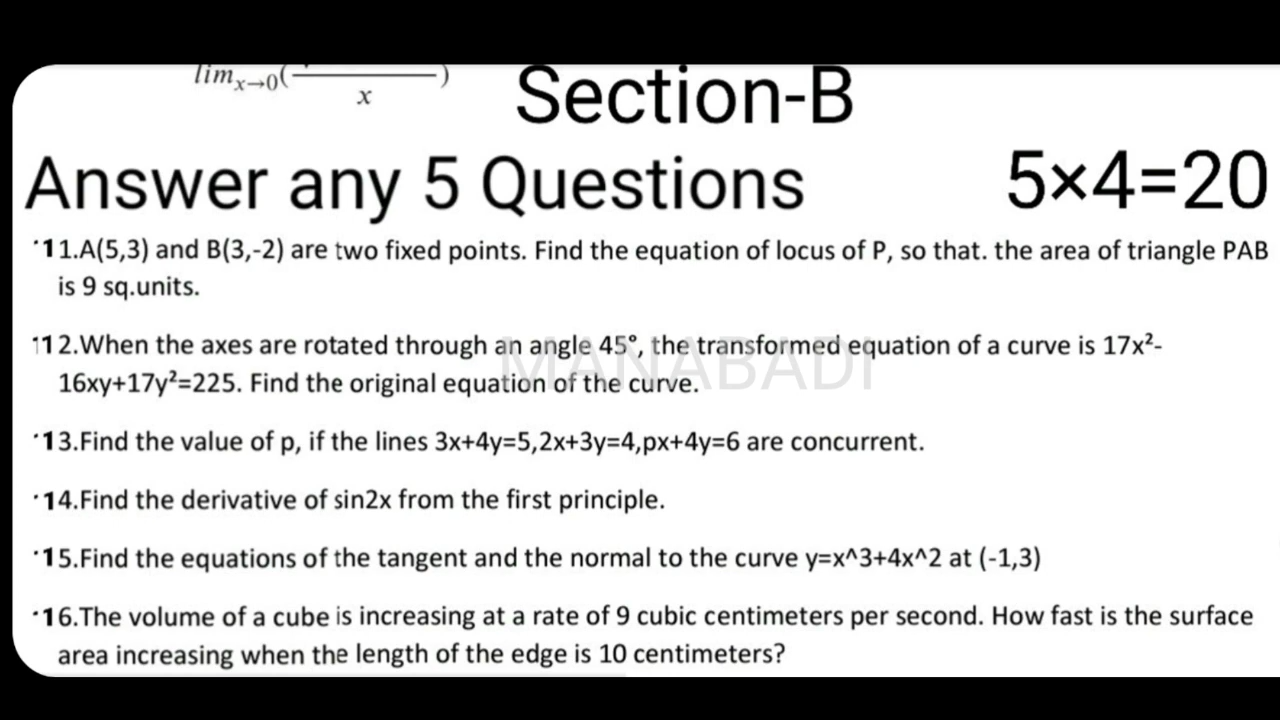 lim x→0(————)
x
Section-B
Answer any 5 Questions 5×4=20
11.A(5,3) and B(3,-2) are two fixed points. Find the equation of locus of P, so that. the area of triangle PAB
is 9 sq.units.
112.When the axes are rotated through an angle 45°, the transformed equation of a curve is 17x²-
16xy+17y²=225. Find the original equation of the curve.
MANABADI
13.Find the value of p, if the lines 3x+4y=5,2x+3y=4,px+4y=6 are concurrent.
14.Find the derivative of sin2x from the first principle.
15.Find the equations of the tangent and the normal to the curve y=x^3+4x^2 at (-1,3)
16.The volume of a cube is increasing at a rate of 9 cubic centimeters per second. How fast is the surface
area increasing when the length of the edge is 10 centimeters?